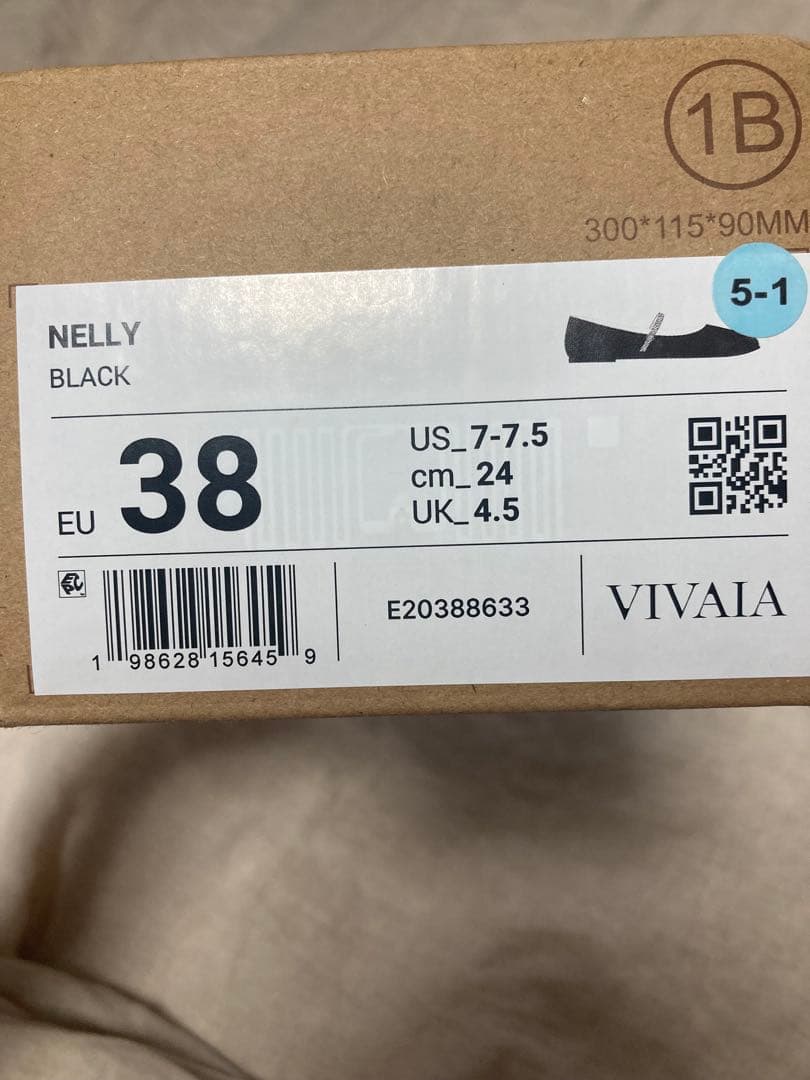 1B
300*115*90MM
5-1
NELLY
BLACK
EU 38
US_7-7.5
cm_24
UK_4.5
1 98628 15645 9
E20388633
VIVAIA